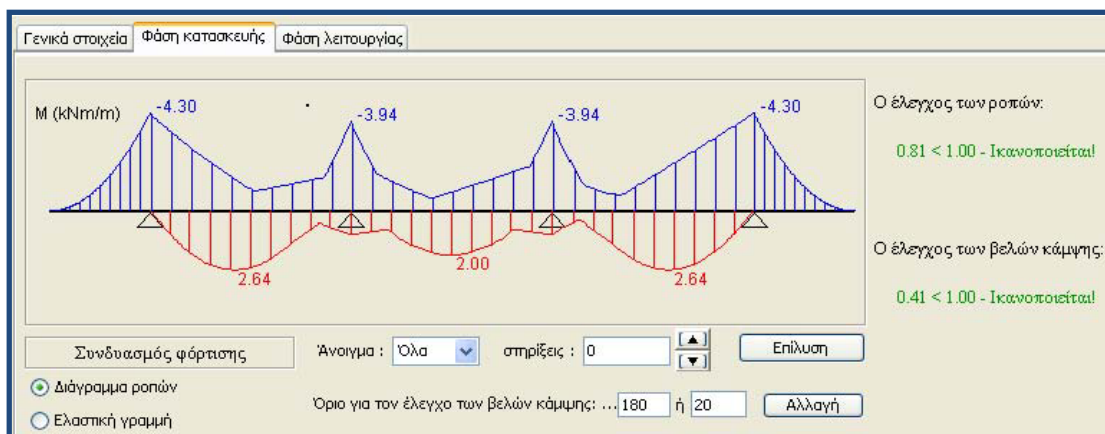 Γενικά στοιχεία Φάση κατασκευής Φάση λειτουργίας
M (kNm/m)
-4.30 -3.94 -3.94 -4.30
2.64 2.00 2.64
Ο έλεγχος των ροπών:
0.81 < 1.00 - Ικανοποιείται!
Ο έλεγχος των βελών κάμψης:
0.41 < 1.00 - Ικανοποιείται!
Συνδυασμός φόρτισης Άνοιγμα : Όλα στηρίξεις : 0 Επίλυση
Διάγραμμα ροπών
Όριο για τον έλεγχο των βελών κάμψης: ... 180 ή 20 Αλλαγή
Ελαστική γραμμή